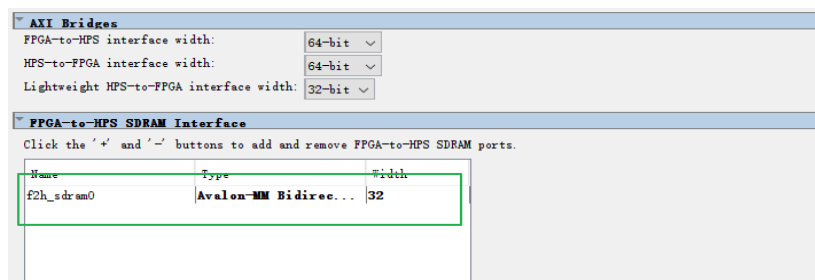 AXI Bridges
FPGA-to-HPS interface width: 64-bit
HPS-to-FPGA interface width: 64-bit
Lightweight HPS-to-FPGA interface width: 32-bit
FPGA-to-HPS SDRAM Interface
Click the '+' and '-' buttons to add and remove FPGA-to-HPS SDRAM ports.
Name Type Width
f2h_sdram0 Avalon-MM Bidirec... 32